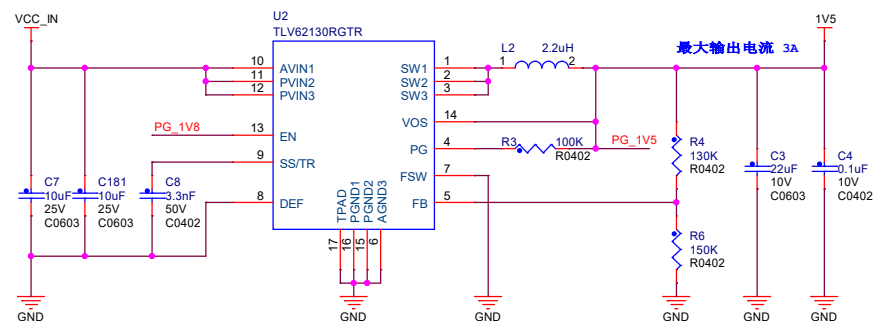 VCC_IN
U2
TLV62130RGTR
1V5
最大输出电流 3A
L2 2.2uH
1 2
10 AVIN1
11 PVIN2
12 PVIN3
SW1 1
SW2 2
SW3 3
PG_1V8 13 EN
VOS 14
PG 4
R3 100K
R0402
PG_1V5
9 SS/TR
FSW 7
8 DEF
FB 5
TPAD PGND1 PGND2 AGND3
17 16 15 6
C7
10uF
25V
C0603
C181
10uF
25V
C0603
C8
3.3nF
50V
C0402
R4
130K
R0402
R6
150K
R0402
C3
22uF
10V
C0603
C4
0.1uF
10V
C0402
GND GND GND GND GND GND